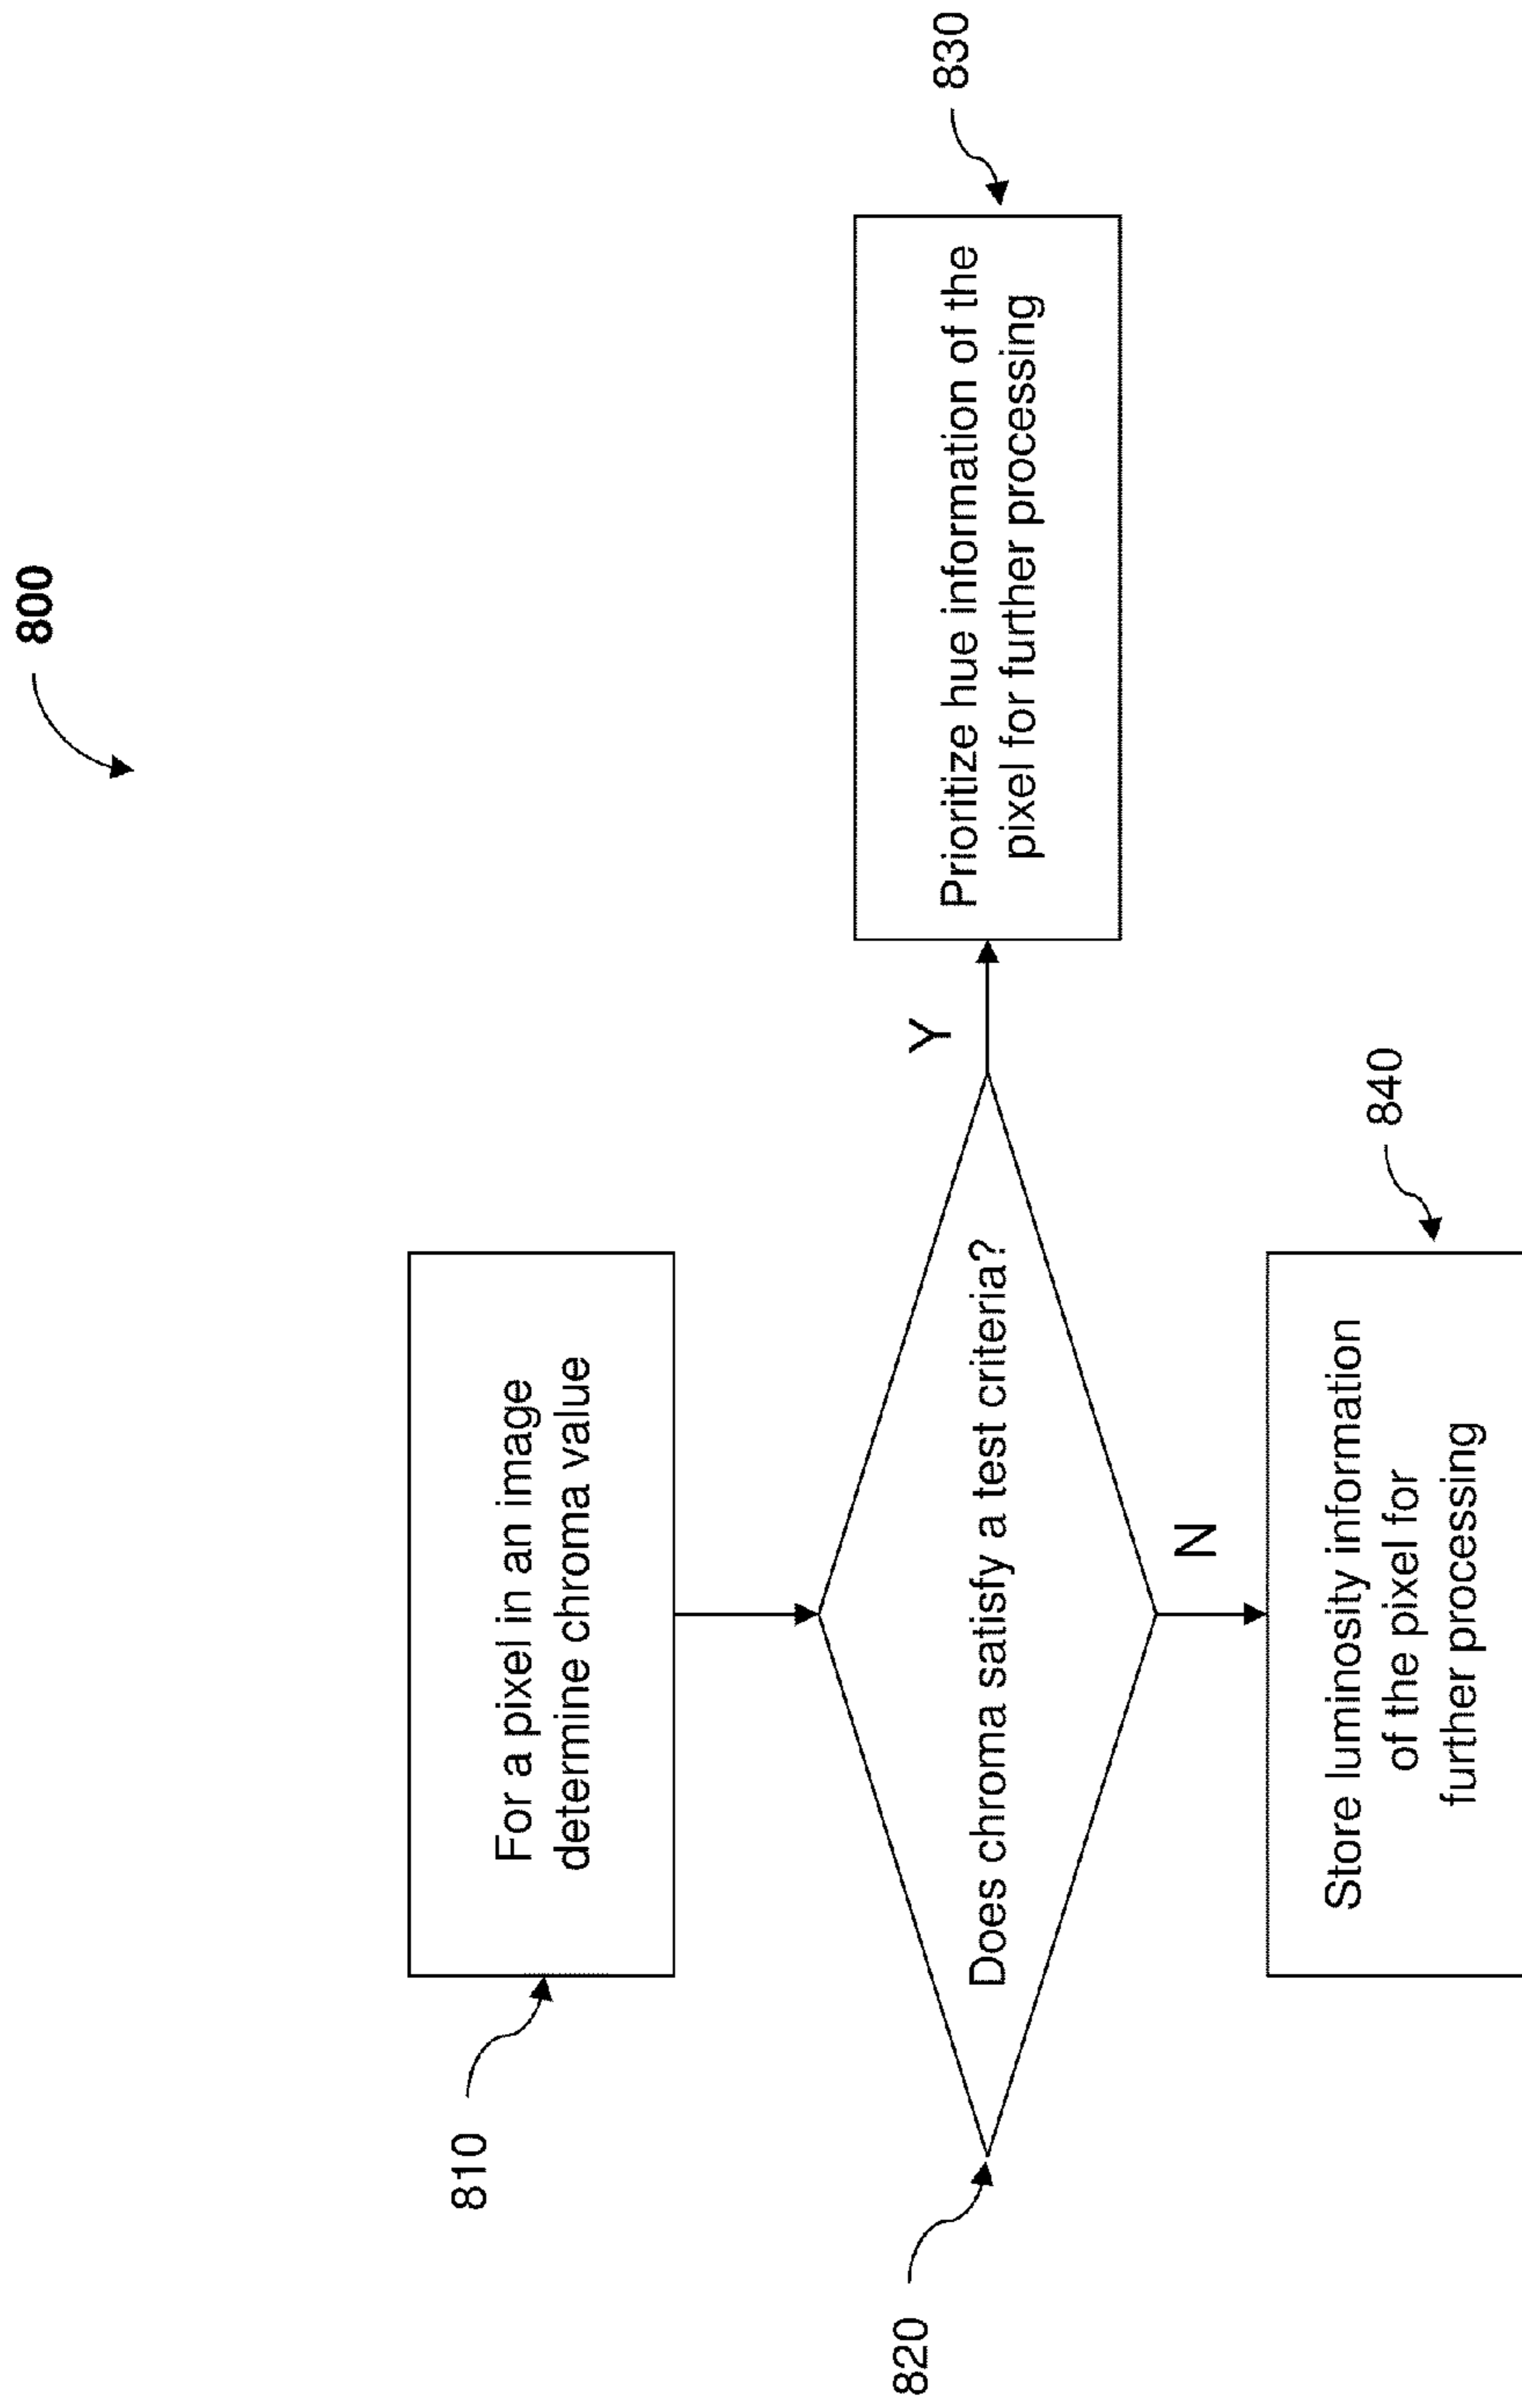 800
810
For a pixel in an image
determine chroma value
820
Does chroma satisfy a test criteria?
Y
830
Prioritize hue information of the
pixel for further processing
N
840
Store luminosity information
of the pixel for
further processing